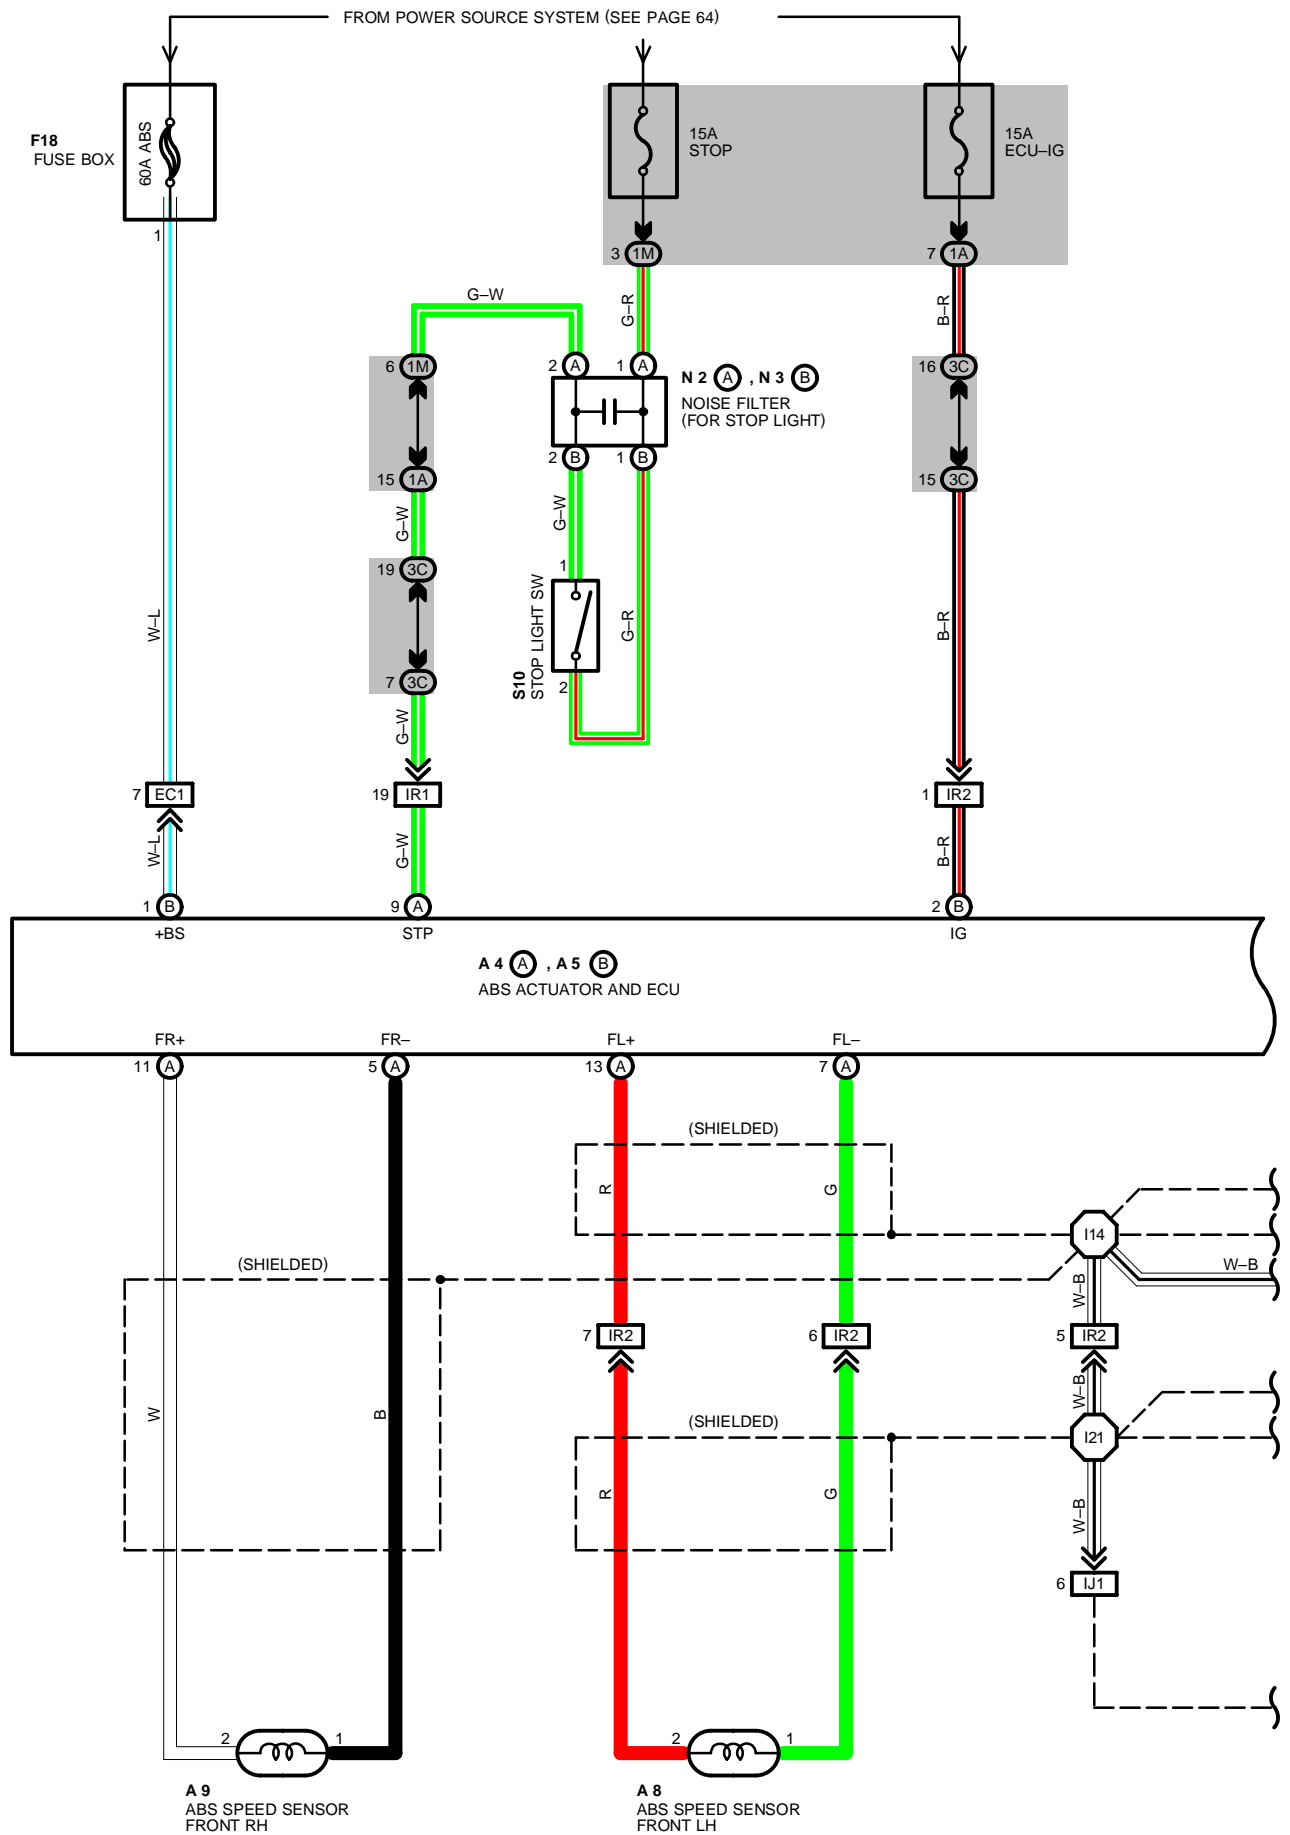 FROM POWER SOURCE SYSTEM (SEE PAGE 64)
F18
FUSE BOX
60A ABS
15A
STOP
15A
ECU–IG
1
3 1M
7 1A
G–W
G–R
B–R
6 1M
2 A
1 A
N 2 A , N 3 B
NOISE FILTER
(FOR STOP LIGHT)
16 3C
2 B
1 B
15 1A
15 3C
G–W
G–W
19 3C
1
S10
STOP LIGHT SW
2
G–R
W–L
B–R
7 3C
G–W
7 EC1
19 IR1
1 IR2
W–L
G–W
B–R
1 B
9 A
2 B
+BS
STP
IG
A 4 A , A 5 B
ABS ACTUATOR AND ECU
FR+
FR–
FL+
FL–
11 A
5 A
13 A
7 A
(SHIELDED)
R
G
I14
(SHIELDED)
W–B
W–B
7 IR2
6 IR2
5 IR2
W–B
W
B
(SHIELDED)
I21
R
G
W–B
6 IJ1
2
1
2
1
A 9
ABS SPEED SENSOR
FRONT RH
A 8
ABS SPEED SENSOR
FRONT LH